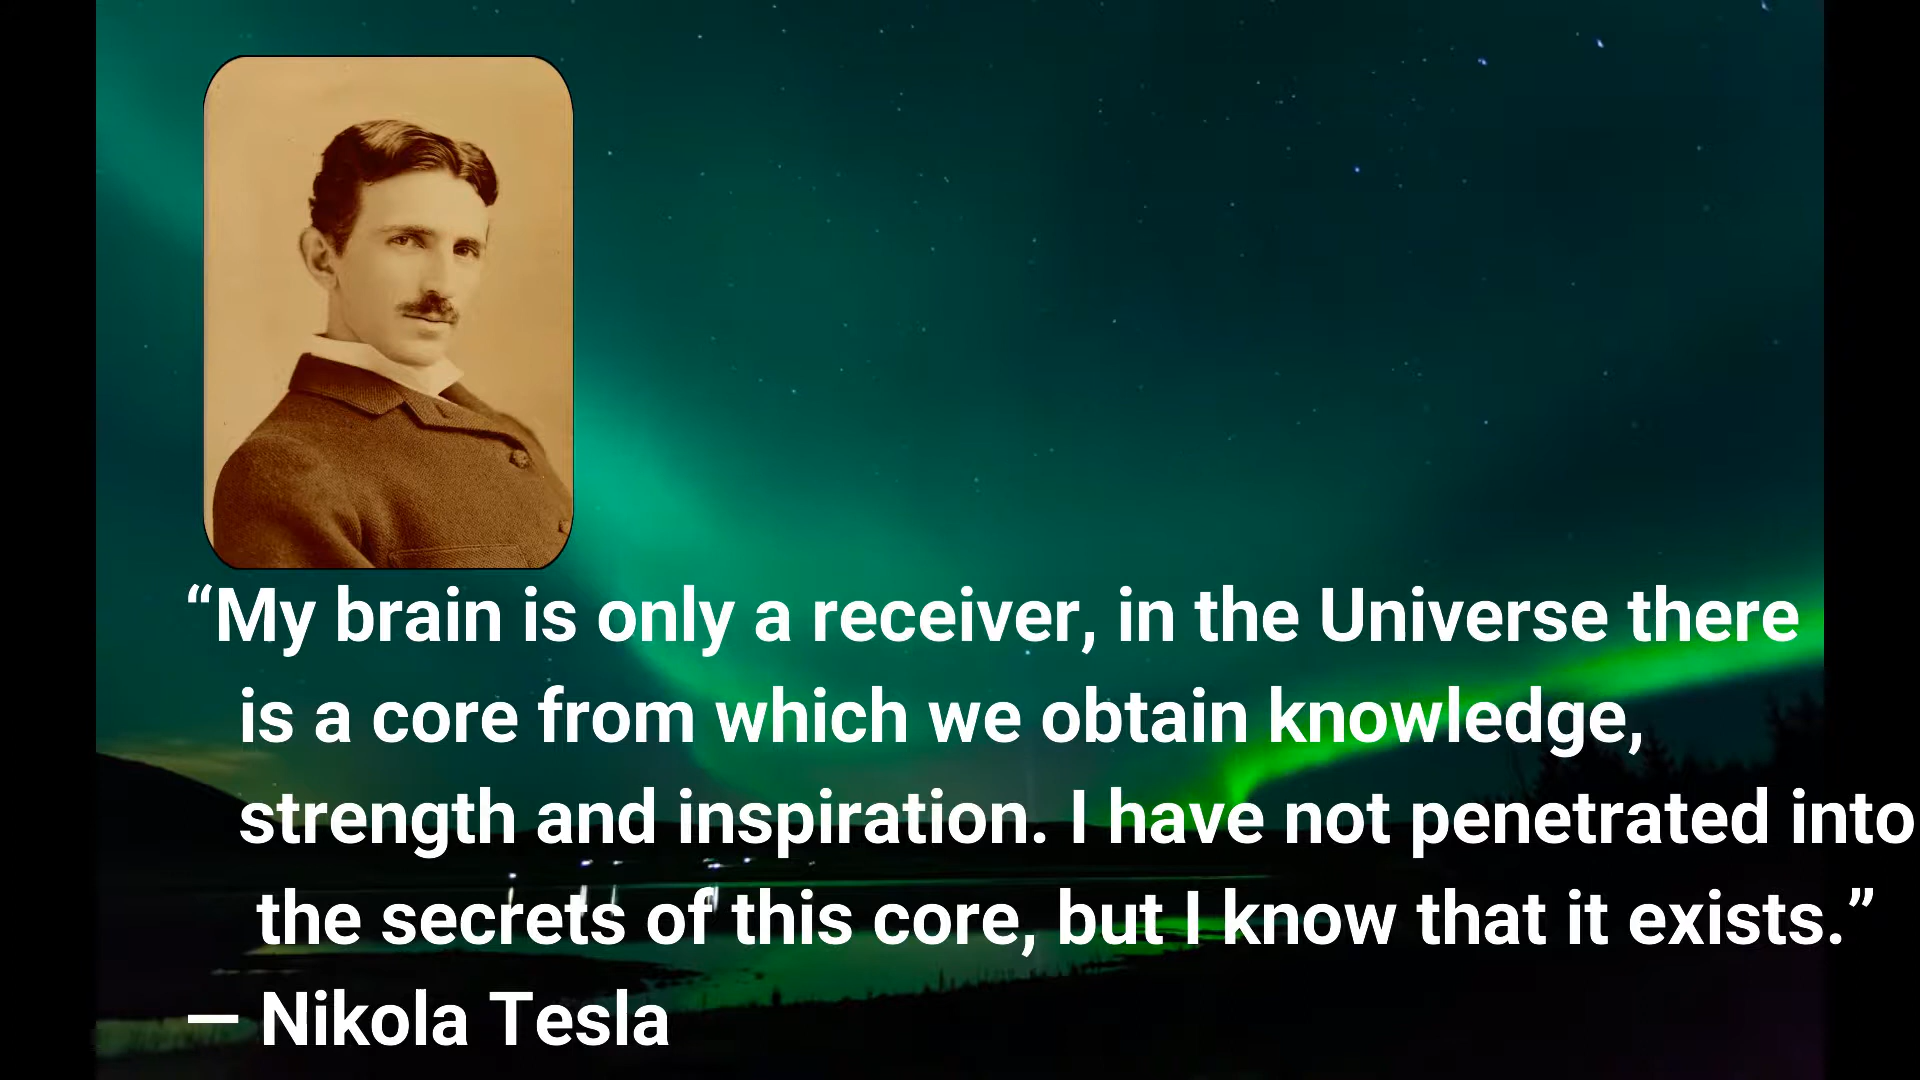 “My brain is only a receiver, in the Universe there
is a core from which we obtain knowledge,
strength and inspiration. I have not penetrated into
the secrets of this core, but I know that it exists.”
— Nikola Tesla